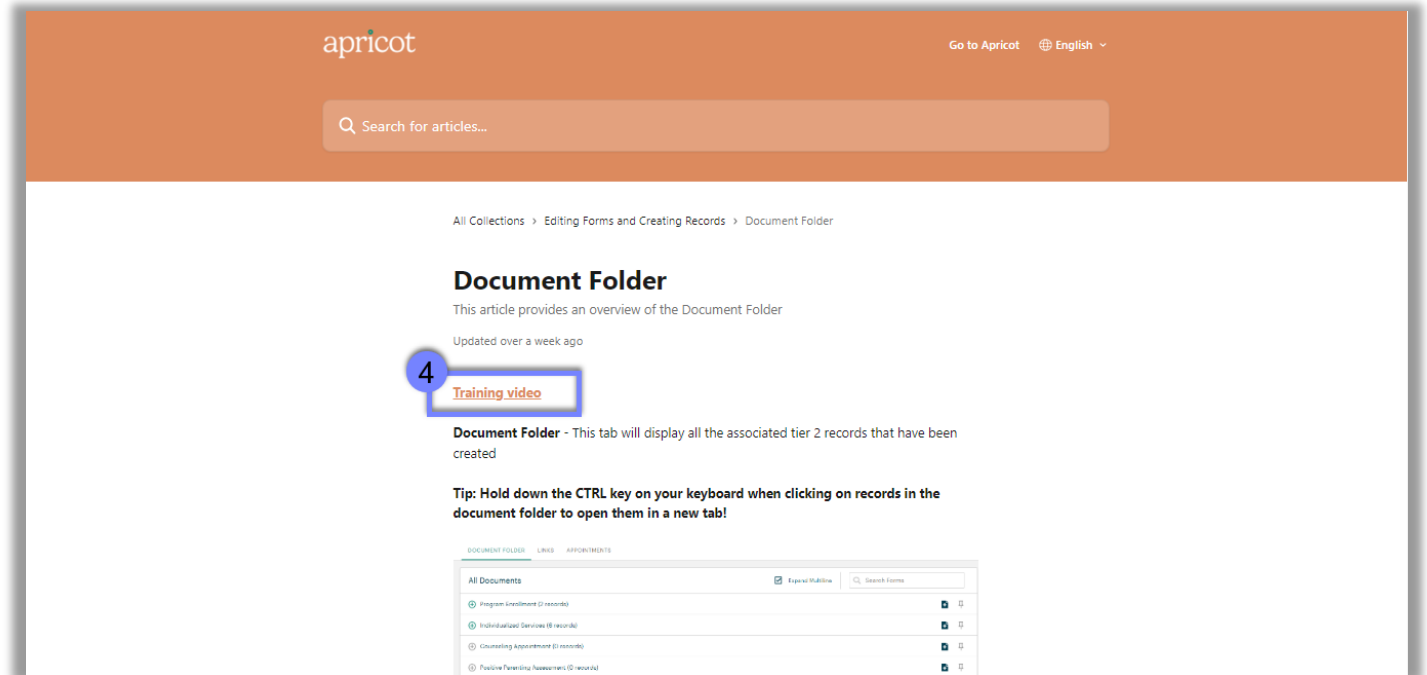 apricot
Go to Apricot English
Search for articles...
All Collections > Editing Forms and Creating Records > Document Folder
Document Folder
This article provides an overview of the Document Folder
Updated over a week ago
4
Training video
Document Folder - This tab will display all the associated tier 2 records that have been
created
Tip: Hold down the CTRL key on your keyboard when clicking on records in the
document folder to open them in a new tab!
DOCUMENT FOLDER LINKS APPOINTMENTS
All Documents Expand Multiline Search Forms
Program Enrollment (2 records)
Individualized Services (6 records)
Counseling Appointment (0 records)
Positive Parenting Assessment (0 records)